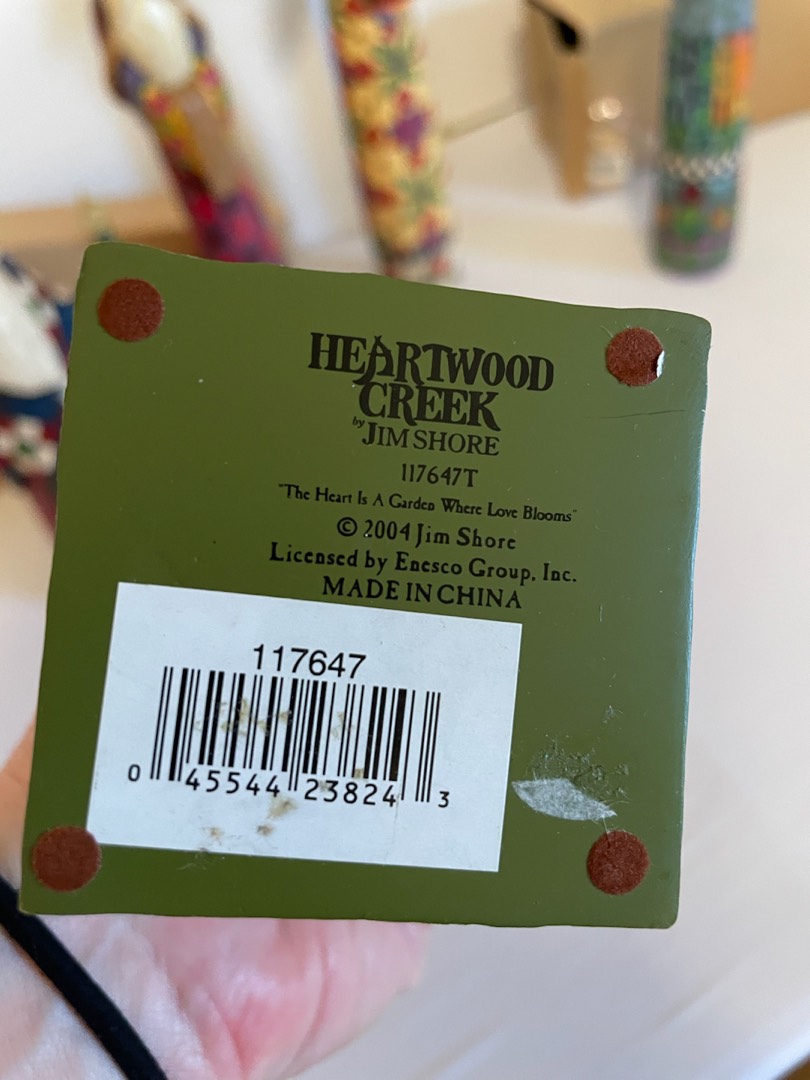 HEARTWOOD
CREEK
by JIM SHORE
117647T
"The Heart Is A Garden Where Love Blooms"
© 2004 Jim Shore
Licensed by Enesco Group, Inc.
MADE IN CHINA
117647
0 45544 23824 3